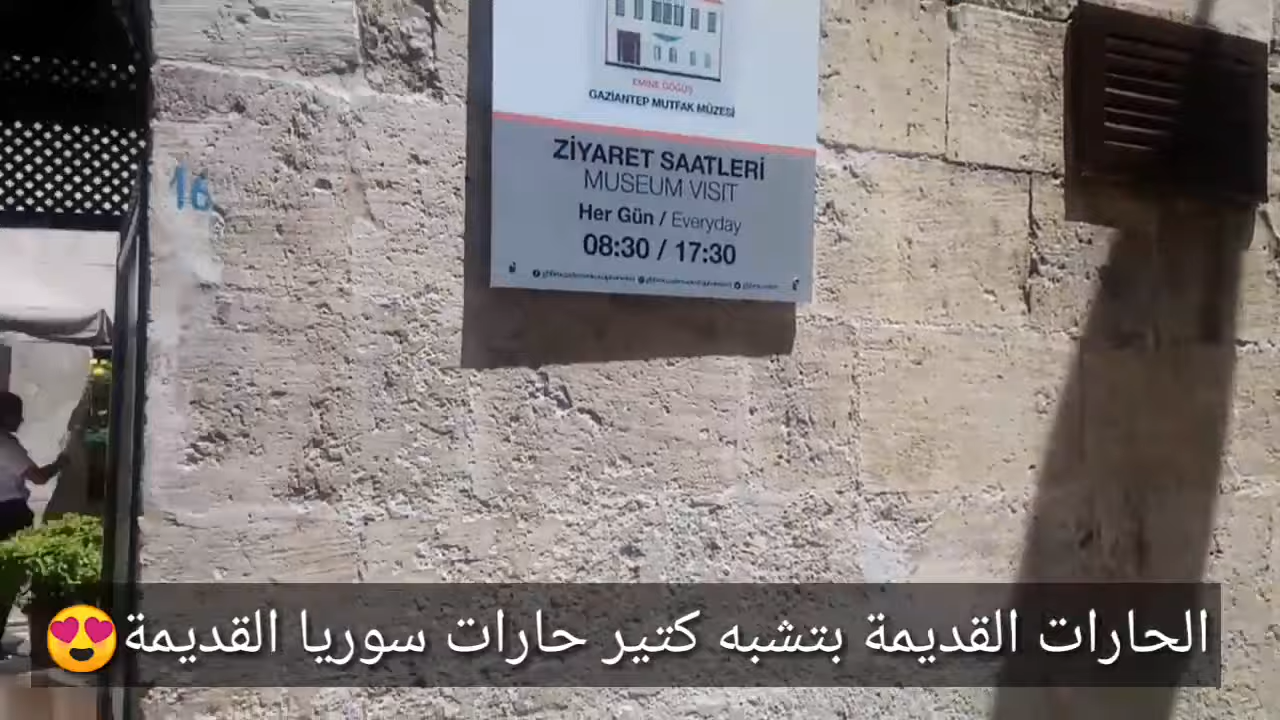 EMİNE GÖĞÜŞ
GAZİANTEP MUTFAK MÜZESİ
ZİYARET SAATLERİ
MUSEUM VISIT
Her Gün / Everyday
08:30 / 17:30
16
الحارات القديمة بتشبه كتير حارات سوريا القديمة😍